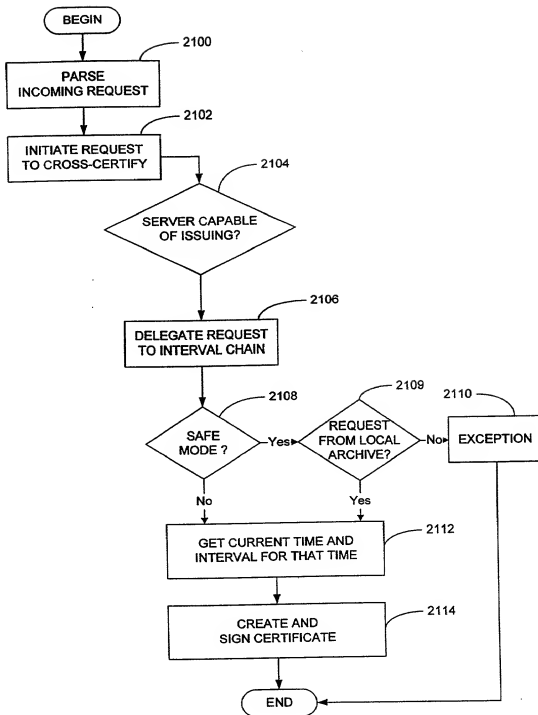 BEGIN
2100
PARSE
INCOMING REQUEST
2102
INITIATE REQUEST
TO CROSS-CERTIFY
2104
SERVER CAPABLE
OF ISSUING?
2106
DELEGATE REQUEST
TO INTERVAL CHAIN
2108
SAFE
MODE ?
Yes
2109
REQUEST
FROM LOCAL
ARCHIVE?
No
2110
EXCEPTION
No
Yes
2112
GET CURRENT TIME AND
INTERVAL FOR THAT TIME
2114
CREATE AND
SIGN CERTIFICATE
END